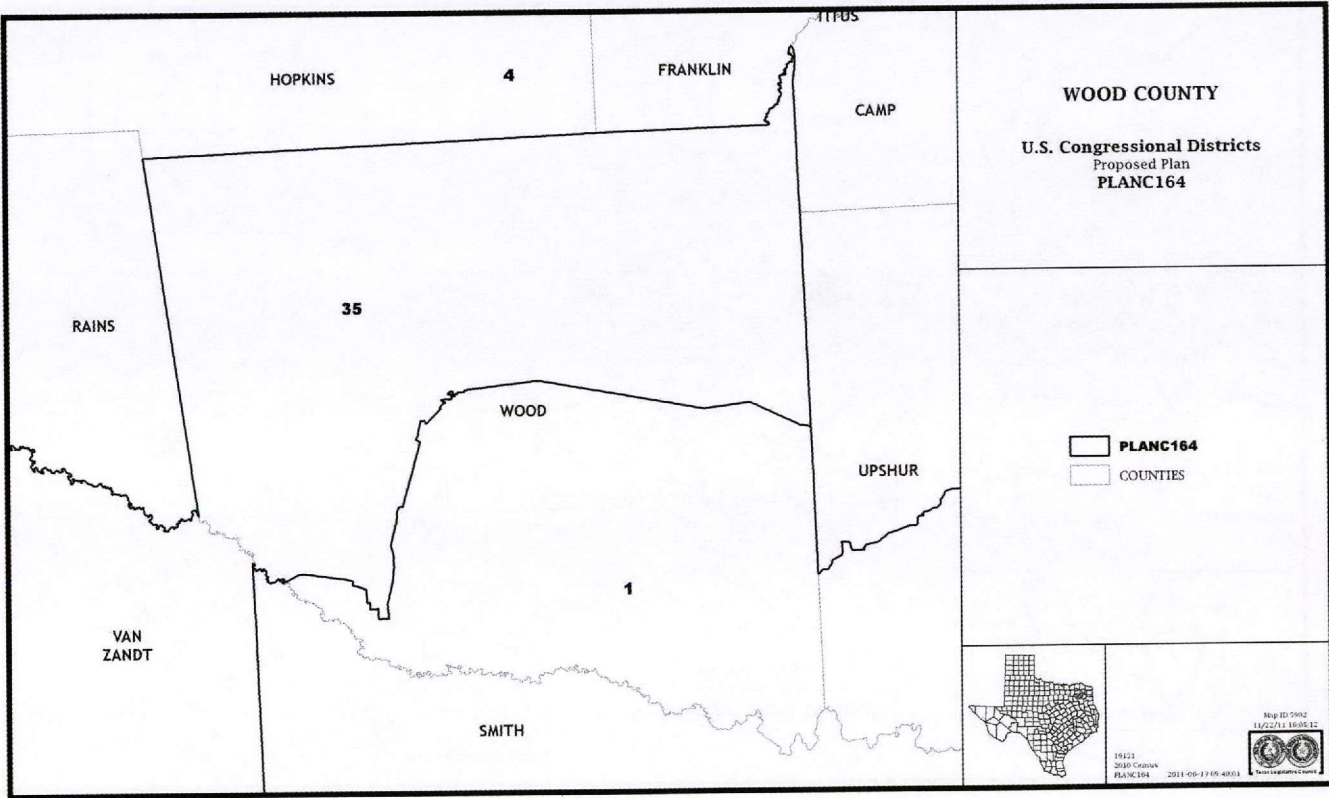 TITUS
HOPKINS
4
FRANKLIN
CAMP
35
RAINS
WOOD
UPSHUR
1
VAN
ZANDT
SMITH
WOOD COUNTY
U.S. Congressional Districts
Proposed Plan
PLANC164
PLANC164
COUNTIES
2010 Census
PLANC164 2011-06-13 09:40:01
Map ID 5902
11/22/11 16:05:12
Texas Legislative Council